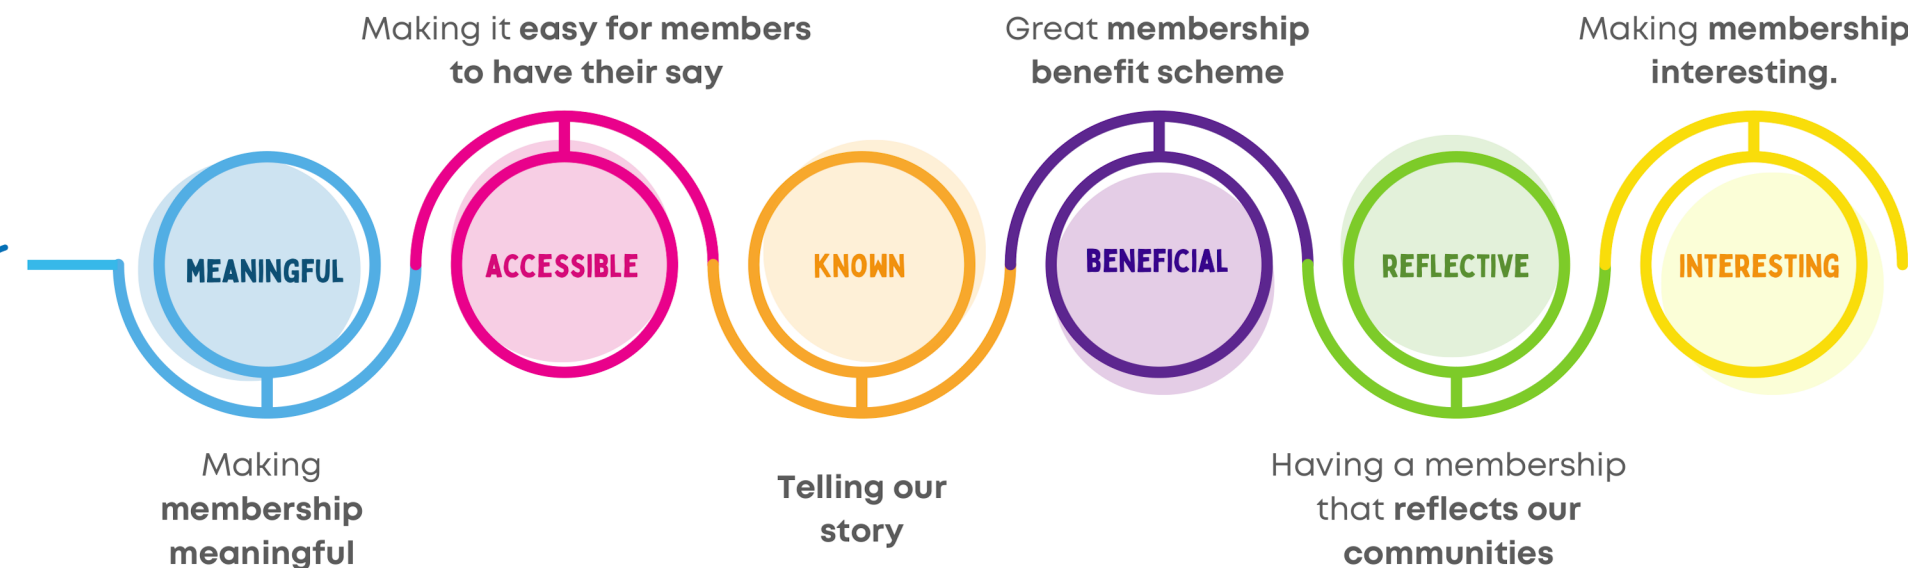 Making it easy for members
to have their say
Great membership
benefit scheme
Making membership
interesting.
MEANINGFUL
ACCESSIBLE
KNOWN
BENEFICIAL
REFLECTIVE
INTERESTING
Making
membership
meaningful
Telling our
story
Having a membership
that reflects our
communities